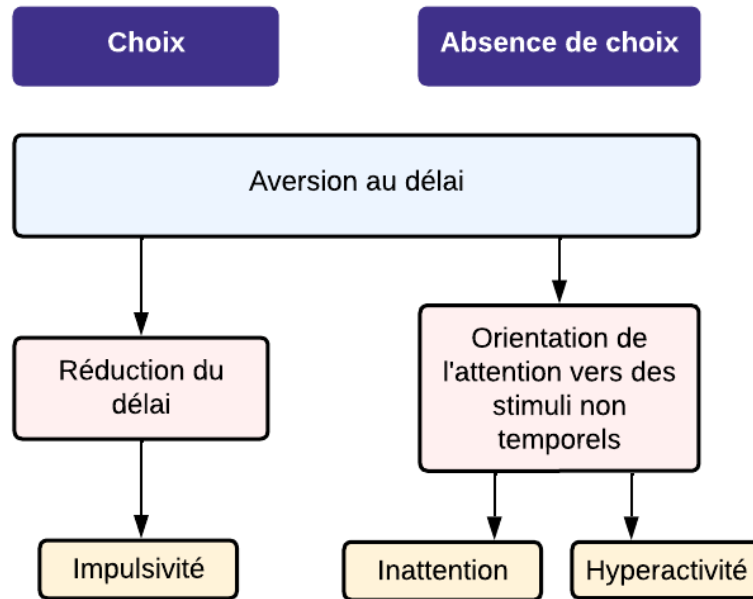 Choix
Absence de choix
Aversion au délai
Réduction du
délai
Orientation de
l'attention vers des
stimuli non
temporels
Impulsivité
Inattention
Hyperactivité